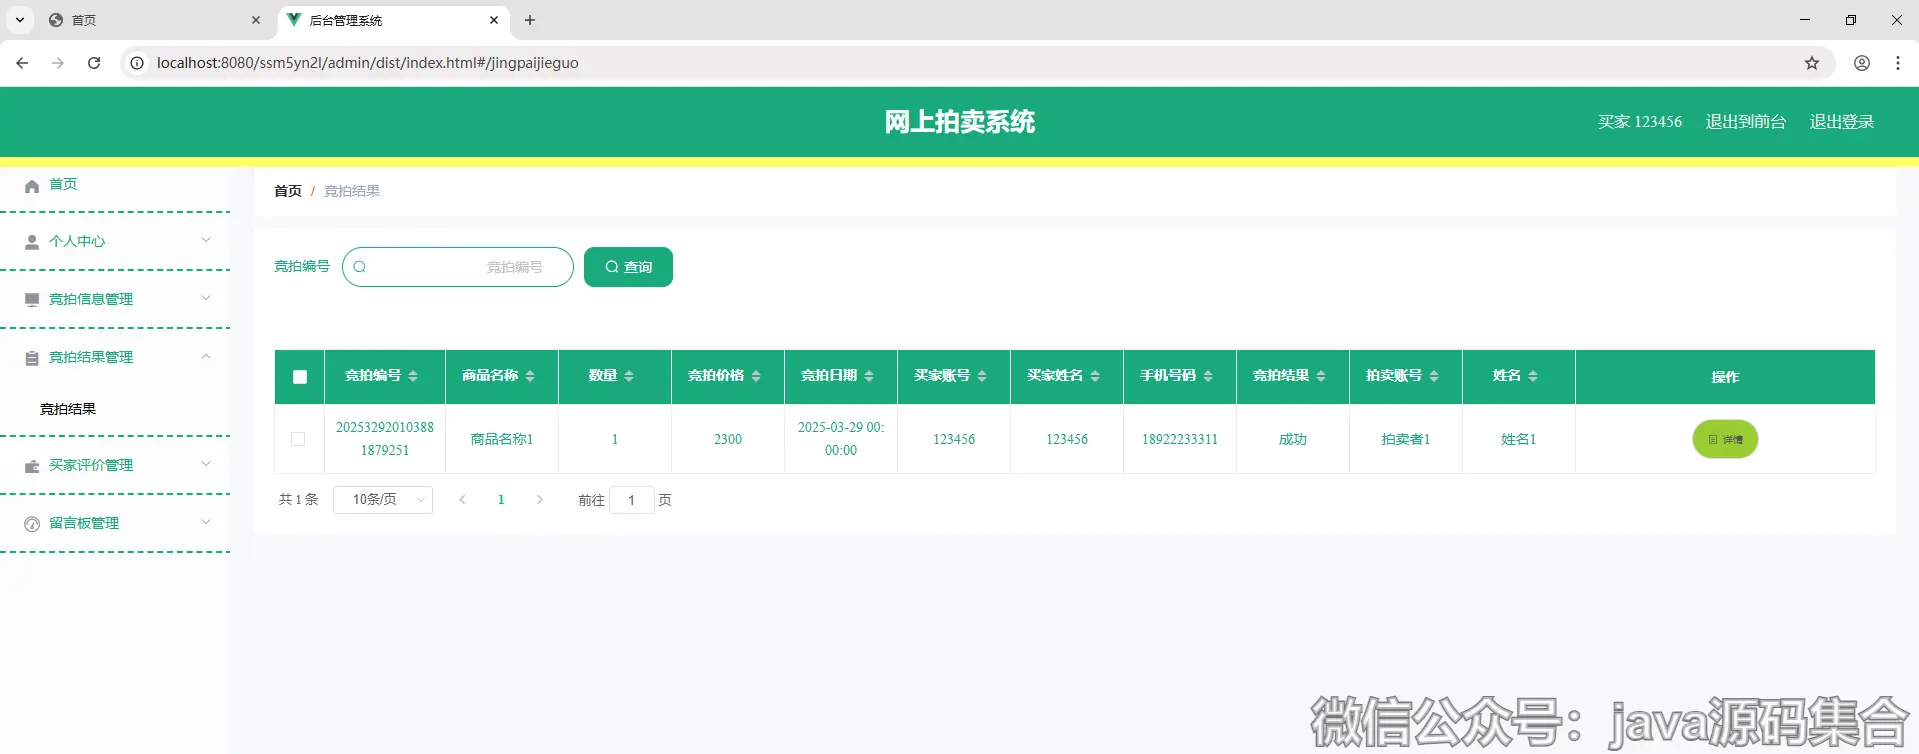 首页
后台管理系统
localhost:8080/ssm5yn2l/admin/dist/index.html#/jingpaijieguo
网上拍卖系统
买家 123456 退出到前台 退出登录
首页
个人中心
竞拍信息管理
竞拍结果管理
竞拍结果
买家评价管理
留言板管理
首页 / 竞拍结果
竞拍编号 竞拍编号 查询
竞拍编号 商品名称 数量 竞拍价格 竞拍日期 买家账号 买家姓名 手机号码 竞拍结果 拍卖账号 姓名 操作
20253292010388
1879251
商品名称1
1
2300
2025-03-29 00:
00:00
123456
123456
18922233311
成功
拍卖者1
姓名1
详情
共 1 条 10条/页 1 前往 1 页
微信公众号：java源码集合